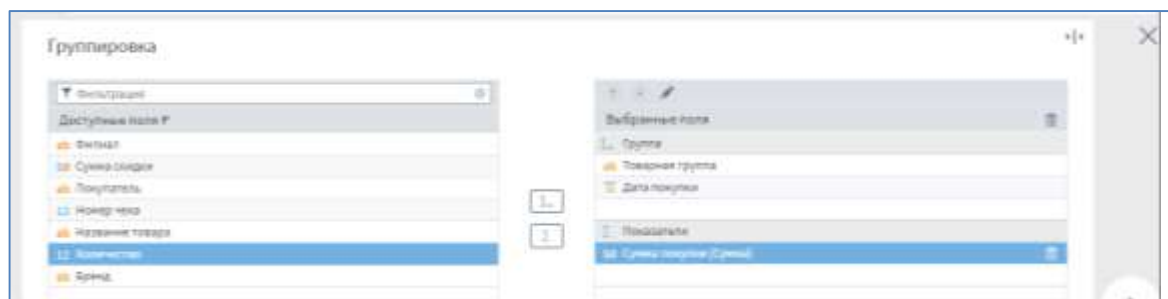 Группировка
Фильтрация
Доступные поля
Филиал
Сумма скидки
Покупатель
Номер чека
Название товара
Количество
Бренд
Выбранные поля
Группа
Товарная группа
Дата покупки
Показатели
Сумма покупки (Сумма)